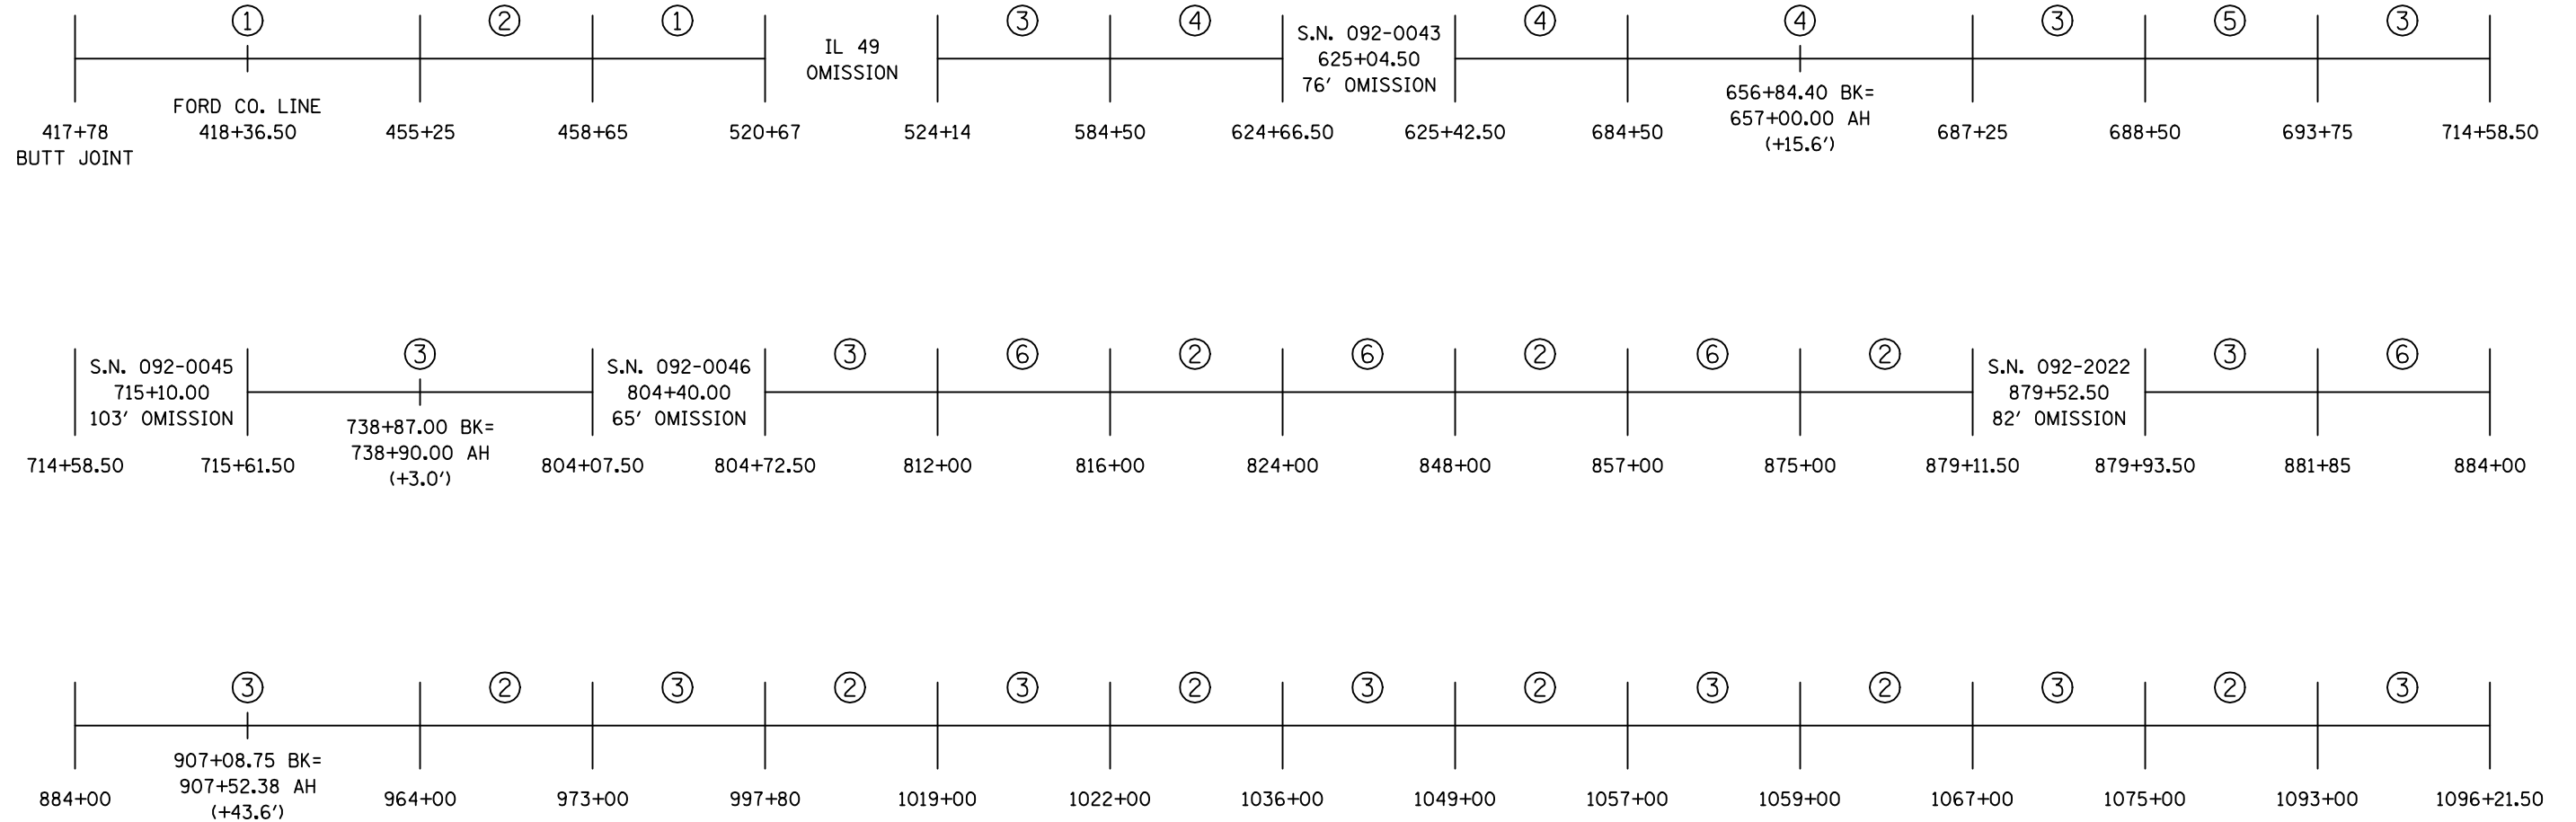 ① ② ① ③ ④ ④ ④ ③ ⑤ ③
IL 49
OMISSION
S.N. 092-0043
625+04.50
76' OMISSION
FORD CO. LINE
656+84.40 BK=
657+00.00 AH
(+15.6')
417+78 418+36.50 455+25 458+65 520+67 524+14 584+50 624+66.50 625+42.50 684+50 687+25 688+50 693+75 714+58.50
BUTT JOINT
③ ③ ⑥ ② ⑥ ② ⑥ ② ③ ⑥
S.N. 092-0045
715+10.00
103' OMISSION
S.N. 092-0046
804+40.00
65' OMISSION
S.N. 092-2022
879+52.50
82' OMISSION
738+87.00 BK=
738+90.00 AH
(+3.0')
714+58.50 715+61.50 804+07.50 804+72.50 812+00 816+00 824+00 848+00 857+00 875+00 879+11.50 879+93.50 881+85 884+00
③ ② ③ ② ③ ② ③ ② ③ ② ③ ② ③
907+08.75 BK=
907+52.38 AH
(+43.6')
884+00 964+00 973+00 997+80 1019+00 1022+00 1036+00 1049+00 1057+00 1059+00 1067+00 1075+00 1093+00 1096+21.50